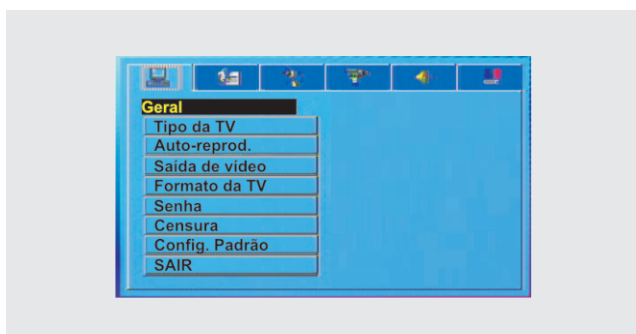 Geral
Tipo da TV
Auto-reprod.
Saída de vídeo
Formato da TV
Senha
Censura
Config. Padrão
SAIR